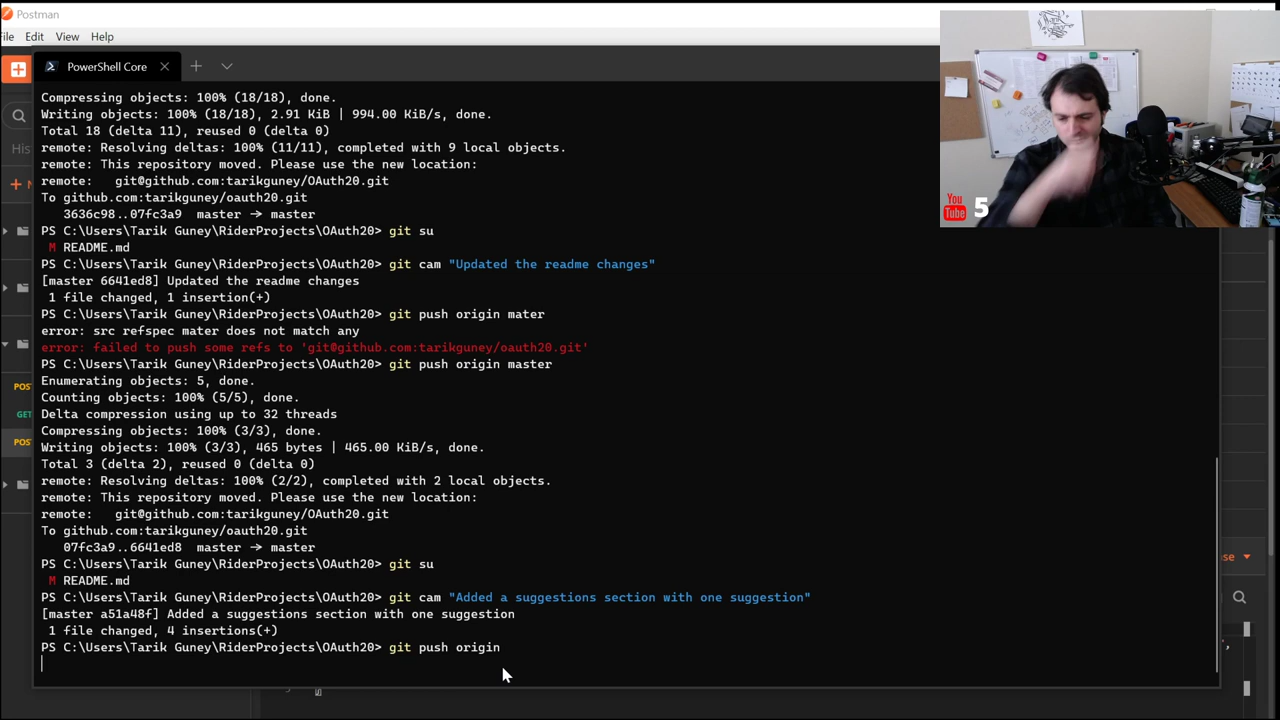 Postman
File Edit View Help
PowerShell Core
Compressing objects: 100% (18/18), done.
Writing objects: 100% (18/18), 2.91 KiB | 994.00 KiB/s, done.
Total 18 (delta 11), reused 0 (delta 0)
remote: Resolving deltas: 100% (11/11), completed with 9 local objects.
remote: This repository moved. Please use the new location:
remote:   git@github.com:tarikguney/OAuth20.git
To github.com:tarikguney/oauth20.git
   3636c98..07fc3a9  master → master
PS C:\Users\Tarik Guney\RiderProjects\OAuth20> git su
 M README.md
PS C:\Users\Tarik Guney\RiderProjects\OAuth20> git cam "Updated the readme changes"
[master 6641ed8] Updated the readme changes
 1 file changed, 1 insertion(+)
PS C:\Users\Tarik Guney\RiderProjects\OAuth20> git push origin mater
error: src refspec mater does not match any
error: failed to push some refs to 'git@github.com:tarikguney/oauth20.git'
PS C:\Users\Tarik Guney\RiderProjects\OAuth20> git push origin master
Enumerating objects: 5, done.
Counting objects: 100% (5/5), done.
Delta compression using up to 32 threads
Compressing objects: 100% (3/3), done.
Writing objects: 100% (3/3), 465 bytes | 465.00 KiB/s, done.
Total 3 (delta 2), reused 0 (delta 0)
remote: Resolving deltas: 100% (2/2), completed with 2 local objects.
remote: This repository moved. Please use the new location:
remote:   git@github.com:tarikguney/OAuth20.git
To github.com:tarikguney/oauth20.git
   07fc3a9..6641ed8  master → master
PS C:\Users\Tarik Guney\RiderProjects\OAuth20> git su
 M README.md
PS C:\Users\Tarik Guney\RiderProjects\OAuth20> git cam "Added a suggestions section with one suggestion"
[master a51a48f] Added a suggestions section with one suggestion
 1 file changed, 4 insertions(+)
PS C:\Users\Tarik Guney\RiderProjects\OAuth20> git push origin
His
POS
GET
POS
You
Tube
5